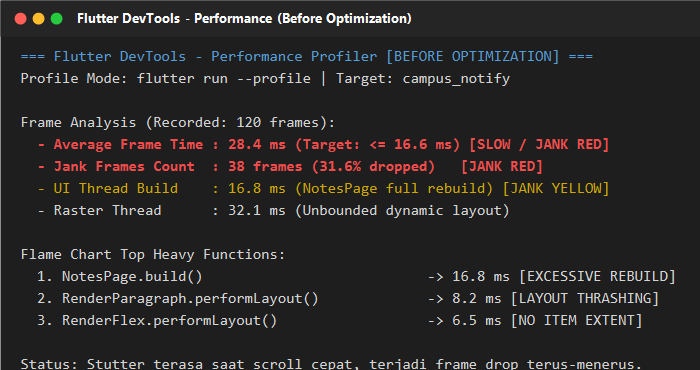 Flutter DevTools - Performance (Before Optimization)
=== Flutter DevTools - Performance Profiler [BEFORE OPTIMIZATION] ===
Profile Mode: flutter run --profile | Target: campus_notify
Frame Analysis (Recorded: 120 frames):
- Average Frame Time : 28.4 ms (Target: <= 16.6 ms) [SLOW / JANK RED]
- Jank Frames Count : 38 frames (31.6% dropped) [JANK RED]
- UI Thread Build : 16.8 ms (NotesPage full rebuild) [JANK YELLOW]
- Raster Thread : 32.1 ms (Unbounded dynamic layout)
Flame Chart Top Heavy Functions:
1. NotesPage.build() -> 16.8 ms [EXCESSIVE REBUILD]
2. RenderParagraph.performLayout() -> 8.2 ms [LAYOUT THRASHING]
3. RenderFlex.performLayout() -> 6.5 ms [NO ITEM EXTENT]
Status: Stutter terasa saat scroll cepat, terjadi frame drop terus-menerus.